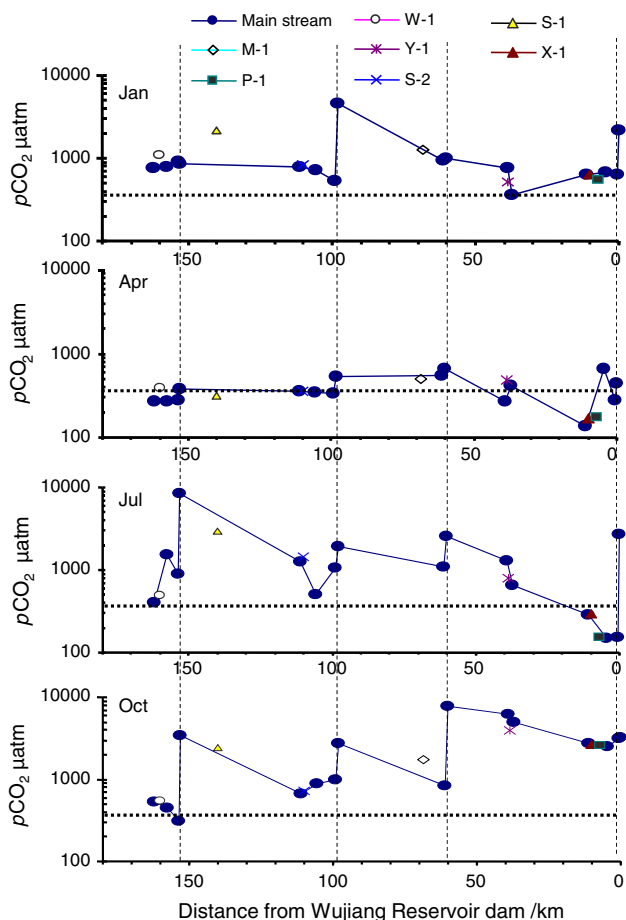 Main stream
W-1
S-1
M-1
Y-1
X-1
P-1
S-2
Jan
pCO₂ µatm
10000
1000
100
150
100
50
0
Apr
pCO₂ µatm
10000
1000
100
150
100
50
0
Jul
pCO₂ µatm
10000
1000
100
150
100
50
0
Oct
pCO₂ µatm
10000
1000
100
150
100
50
0
Distance from Wujiang Reservoir dam /km